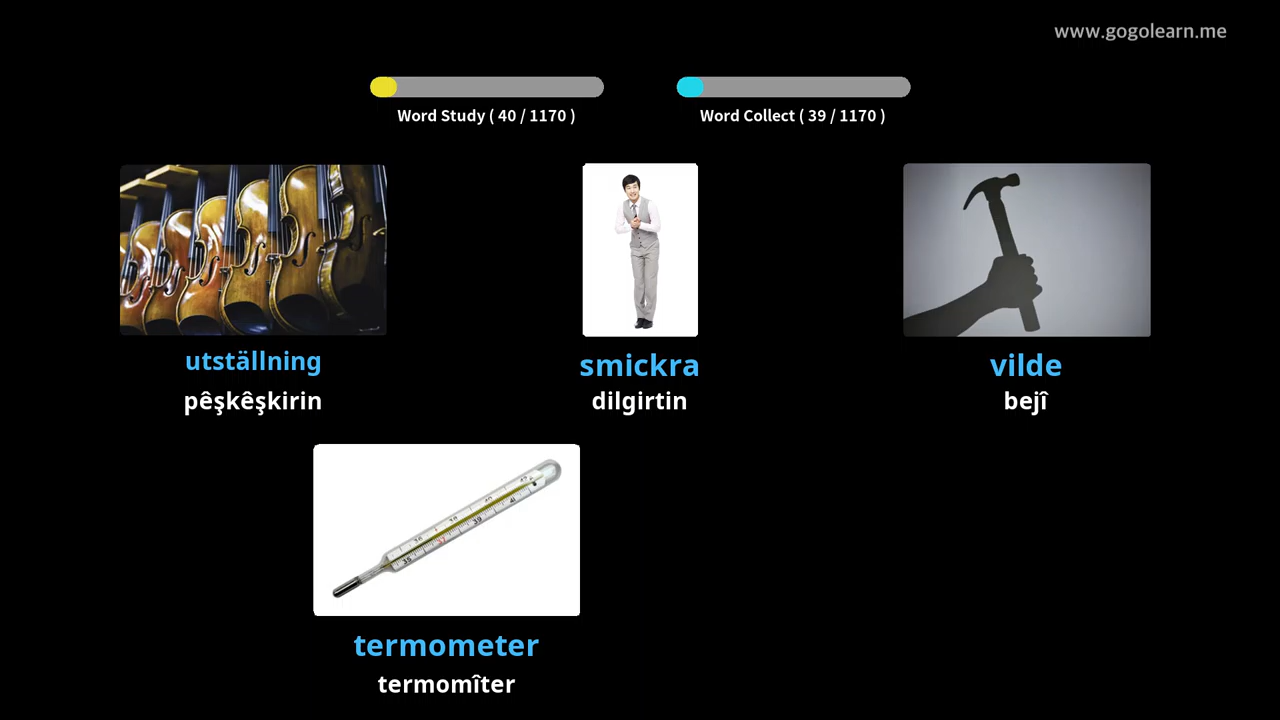 www.gogolearn.me
Word Study ( 40 / 1170 )
Word Collect ( 39 / 1170 )
utställning
pêşkêşkirin
smickra
dilgirtin
vilde
bejî
termometer
termomîter